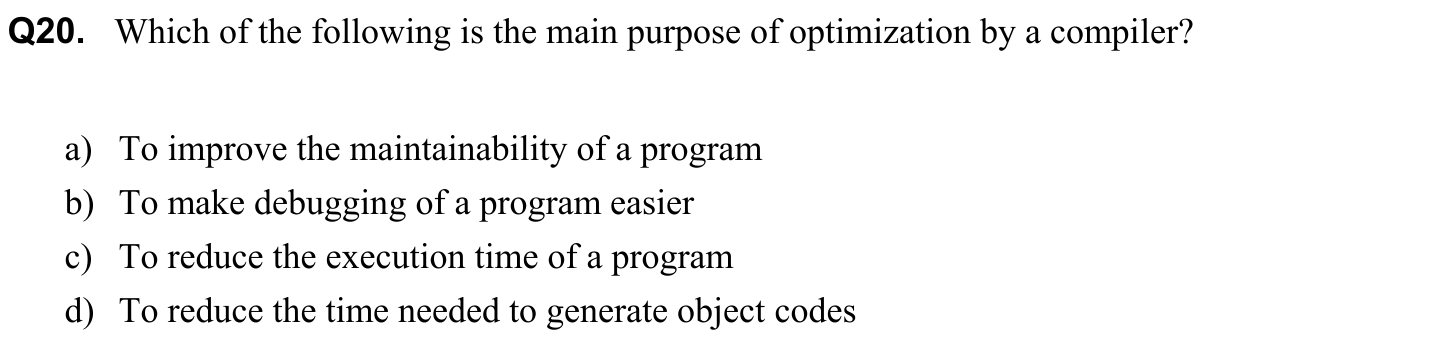 Q20. Which of the following is the main purpose of optimization by a compiler?
a) To improve the maintainability of a program
b) To make debugging of a program easier
c) To reduce the execution time of a program
d) To reduce the time needed to generate object codes